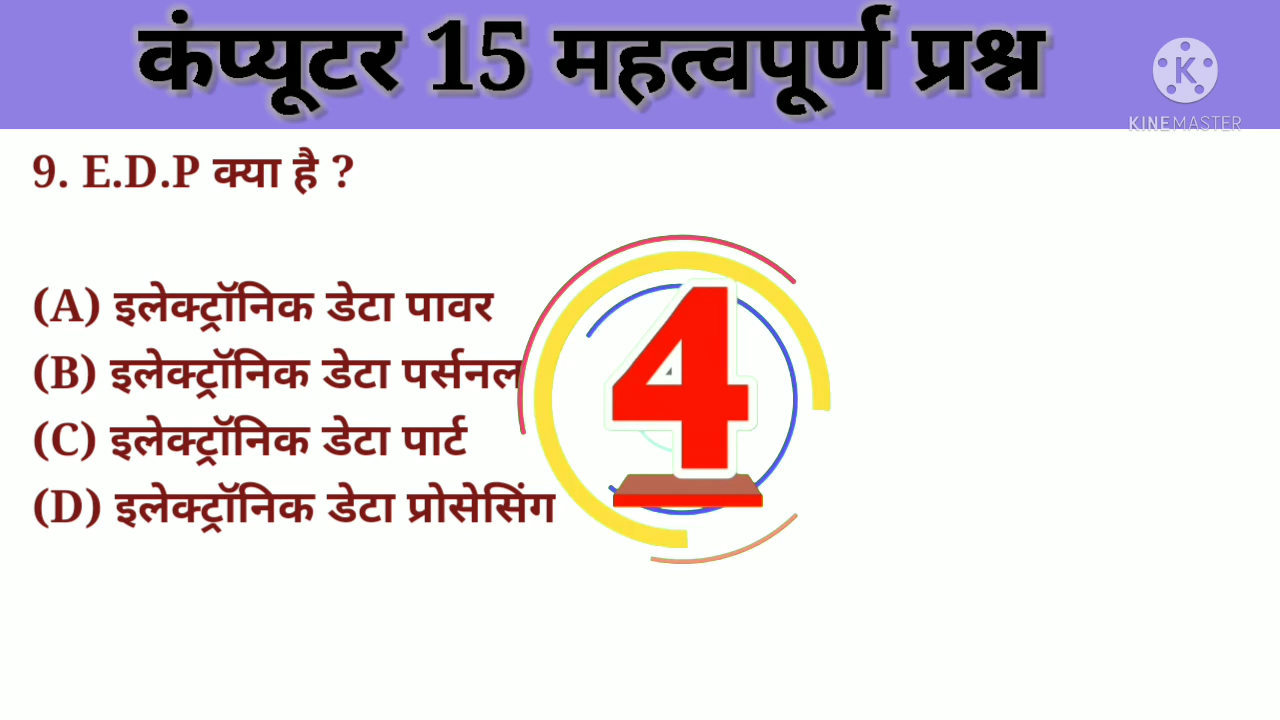 कंप्यूटर 15 महत्वपूर्ण प्रश्न
K
KINEMASTER
9. E.D.P क्या है ?
(A) इलेक्ट्रॉनिक डेटा पावर
(B) इलेक्ट्रॉनिक डेटा पर्सनल
(C) इलेक्ट्रॉनिक डेटा पार्ट
(D) इलेक्ट्रॉनिक डेटा प्रोसेसिंग
4